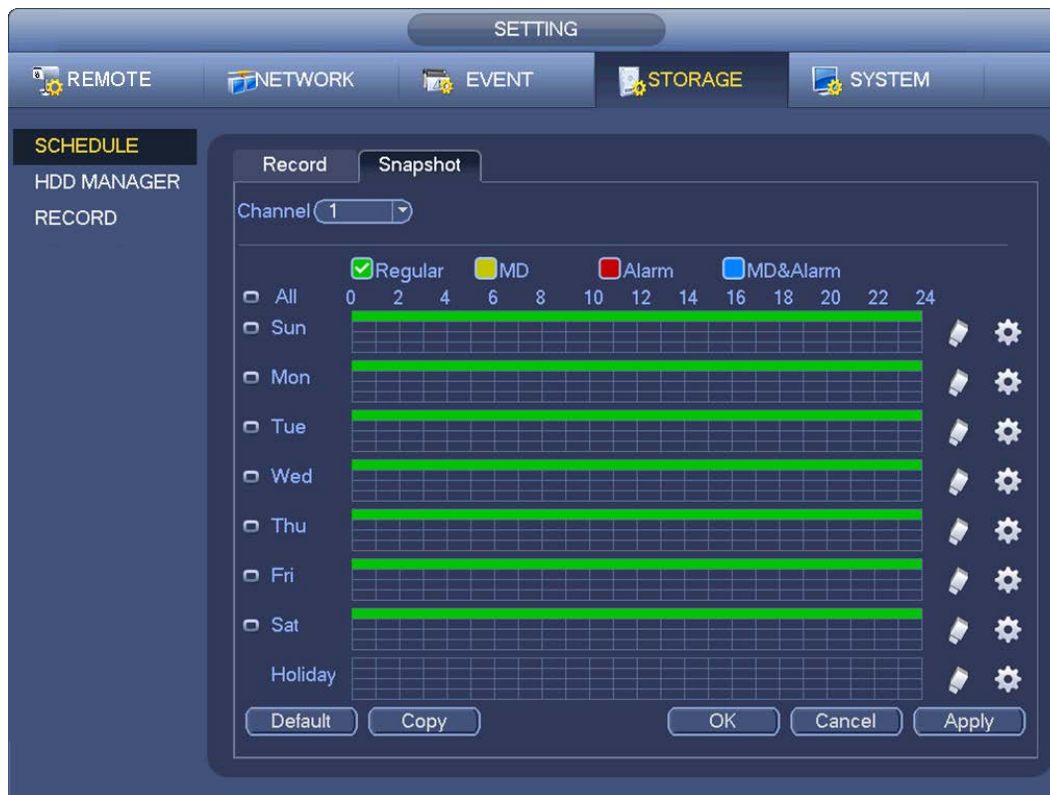 SETTING
REMOTE NETWORK EVENT STORAGE SYSTEM
SCHEDULE
HDD MANAGER
RECORD
Record Snapshot
Channel 1
Regular MD Alarm MD&Alarm
All 0 2 4 6 8 10 12 14 16 18 20 22 24
Sun
Mon
Tue
Wed
Thu
Fri
Sat
Holiday
Default Copy OK Cancel Apply